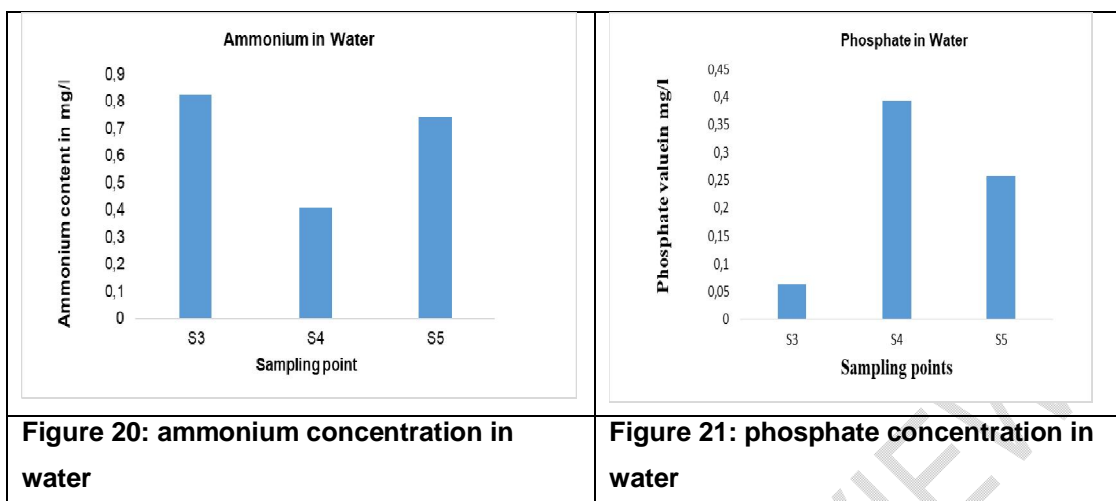 Ammonium in Water
Ammonium content in mg/l
0,9
0,8
0,7
0,6
0,5
0,4
0,3
0,2
0,1
0
S3 S4 S5
Sampling point
Phosphate in Water
Phosphate valuein mg/l
0,45
0,4
0,35
0,3
0,25
0,2
0,15
0,1
0,05
0
S3 S4 S5
Sampling points
Figure 20: ammonium concentration in
water
Figure 21: phosphate concentration in
water